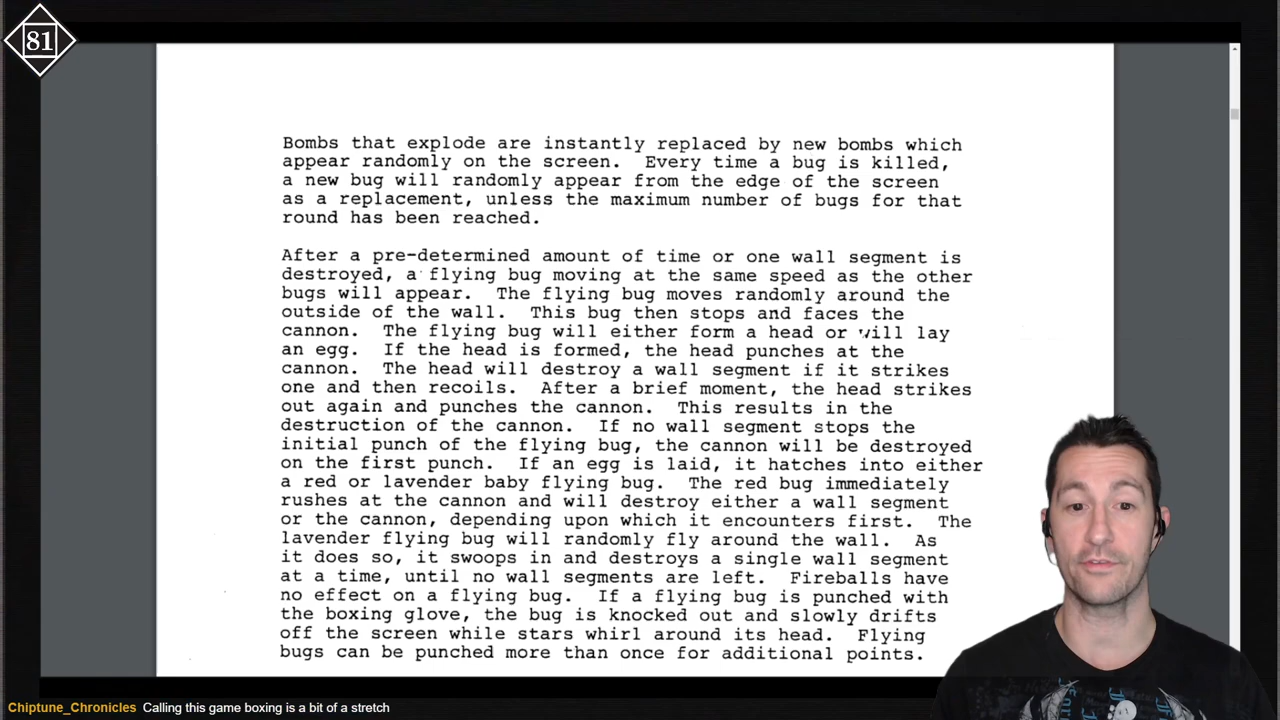 81
Bombs that explode are instantly replaced by new bombs which
appear randomly on the screen. Every time a bug is killed,
a new bug will randomly appear from the edge of the screen
as a replacement, unless the maximum number of bugs for that
round has been reached.
After a pre-determined amount of time or one wall segment is
destroyed, a flying bug moving at the same speed as the other
bugs will appear. The flying bug moves randomly around the
outside of the wall. This bug then stops and faces the
cannon. The flying bug will either form a head or will lay
an egg. If the head is formed, the head punches at the
cannon. The head will destroy a wall segment if it strikes
one and then recoils. After a brief moment, the head strikes
out again and punches the cannon. This results in the
destruction of the cannon. If no wall segment stops the
initial punch of the flying bug, the cannon will be destroyed
on the first punch. If an egg is laid, it hatches into either
a red or lavender baby flying bug. The red bug immediately
rushes at the cannon and will destroy either a wall segment
or the cannon, depending upon which it encounters first. The
lavender flying bug will randomly fly around the wall. As
it does so, it swoops in and destroys a single wall segment
at a time, until no wall segments are left. Fireballs have
no effect on a flying bug. If a flying bug is punched with
the boxing glove, the bug is knocked out and slowly drifts
off the screen while stars whirl around its head. Flying
bugs can be punched more than once for additional points.
Chiptune_Chronicles Calling this game boxing is a bit of a stretch